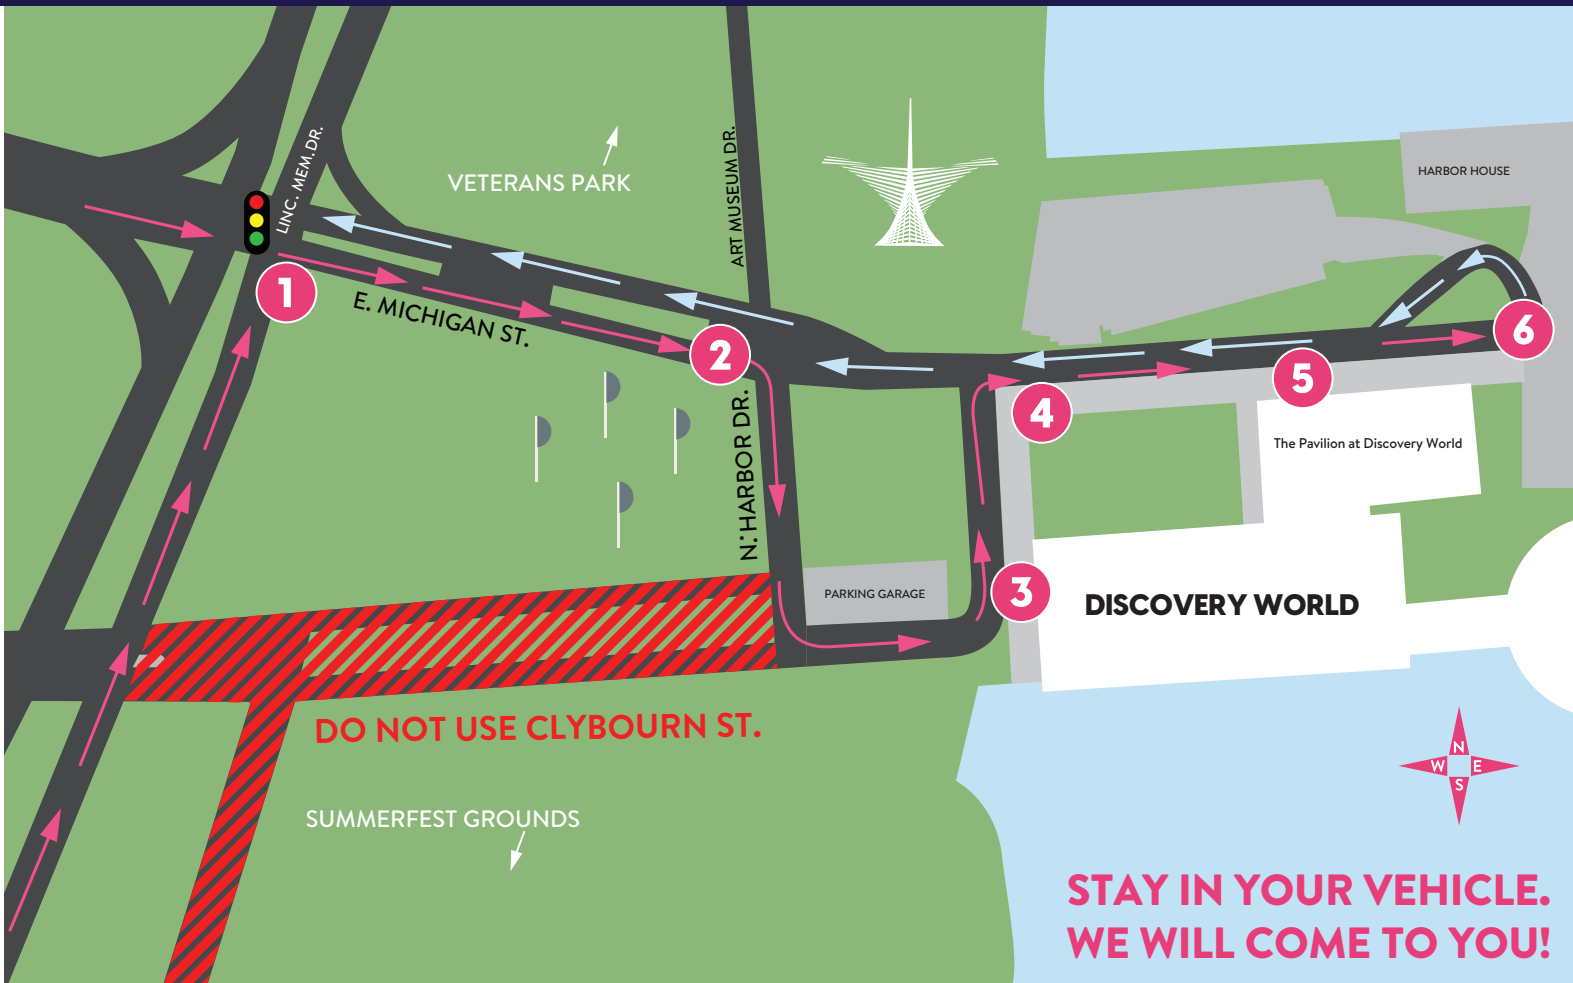 LINC. MEM.DR.
VETERANS PARK
ART MUSEUM DR.
HARBOR HOUSE
1
E. MICHIGAN ST.
2
6
5
4
N. HARBOR DR.
The Pavilion at Discovery World
PARKING GARAGE
3
DISCOVERY WORLD
DO NOT USE CLYBOURN ST.
SUMMERFEST GROUNDS
N
W E
S
STAY IN YOUR VEHICLE.
WE WILL COME TO YOU!